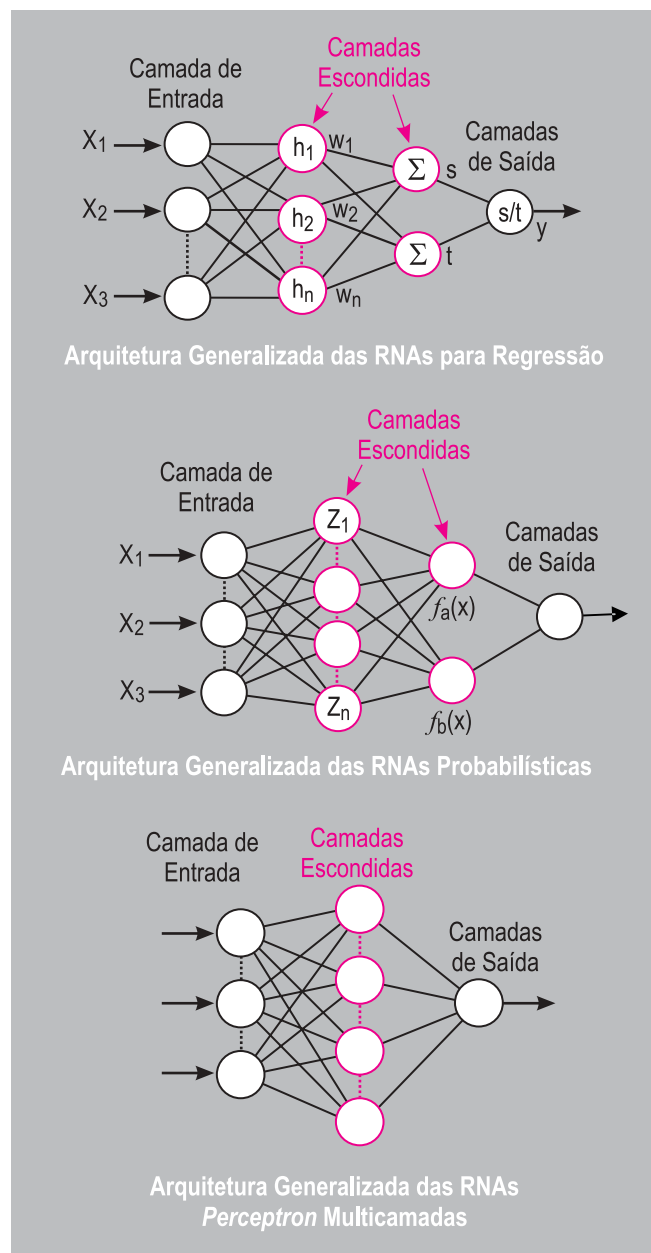 Camadas
Escondidas
Camada de
Entrada
Camadas
de Saída
X1
h1
w1
Σ
s
X2
h2
w2
s/t
y
Σ
t
X3
hn
wn
Arquitetura Generalizada das RNAs para Regressão
Camadas
Escondidas
Camada de
Entrada
Camadas
de Saída
Z1
X1
fa(x)
X2
X3
Zn
fb(x)
Arquitetura Generalizada das RNAs Probabilísticas
Camada de
Entrada
Camadas
Escondidas
Camadas
de Saída
Arquitetura Generalizada das RNAs
Perceptron Multicamadas